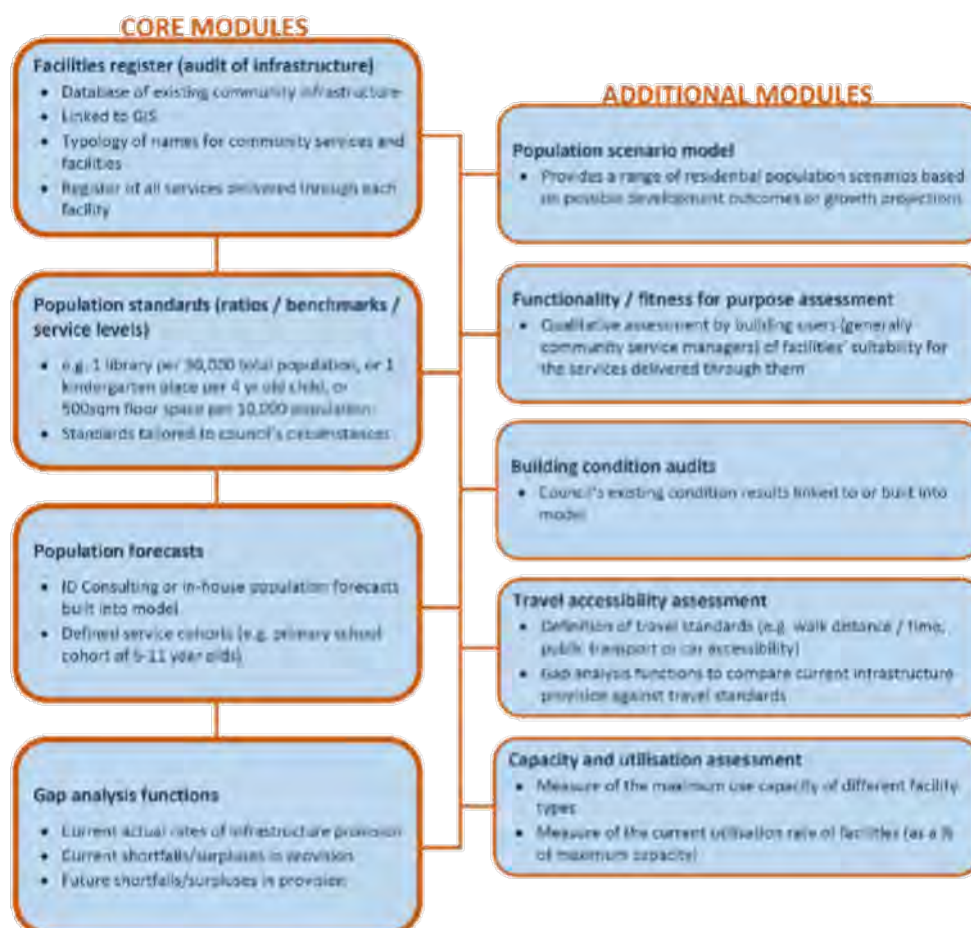 CORE MODULES
Facilities register (audit of infrastructure)
• Database of existing community infrastructure
• Linked to GIS
• Typology of names for community services and
facilities
• Register of all services delivered through each
facility
Population standards (ratios / benchmarks /
service levels)
• e.g. 1 library per 30,000 total population, or 1
kindergarten place per 4 yr old child, or
500sqm floor space per 10,000 population
• Standards tailored to council's circumstances
Population forecasts
• ID Consulting or in-house population forecasts
built into model
• Defined service cohorts (e.g. primary school
cohort of 5-11 year olds)
Gap analysis functions
• Current actual rates of infrastructure provision
• Current shortfalls/surpluses in provision
• Future shortfalls/surpluses in provision
ADDITIONAL MODULES
Population scenario model
• Provides a range of residential population scenarios based
on possible development outcomes or growth projections
Functionality / fitness for purpose assessment
• Qualitative assessment by building users (generally
community service managers) of facilities' suitability for
the services delivered through them
Building condition audits
• Council's existing condition results linked to or built into
model
Travel accessibility assessment
• Definition of travel standards (e.g. walk distance / time,
public transport or car accessibility)
• Gap analysis functions to compare current infrastructure
provision against travel standards
Capacity and utilisation assessment
• Measure of the maximum use capacity of different facility
types
• Measure of the current utilisation rate of facilities (as a %
of maximum capacity)